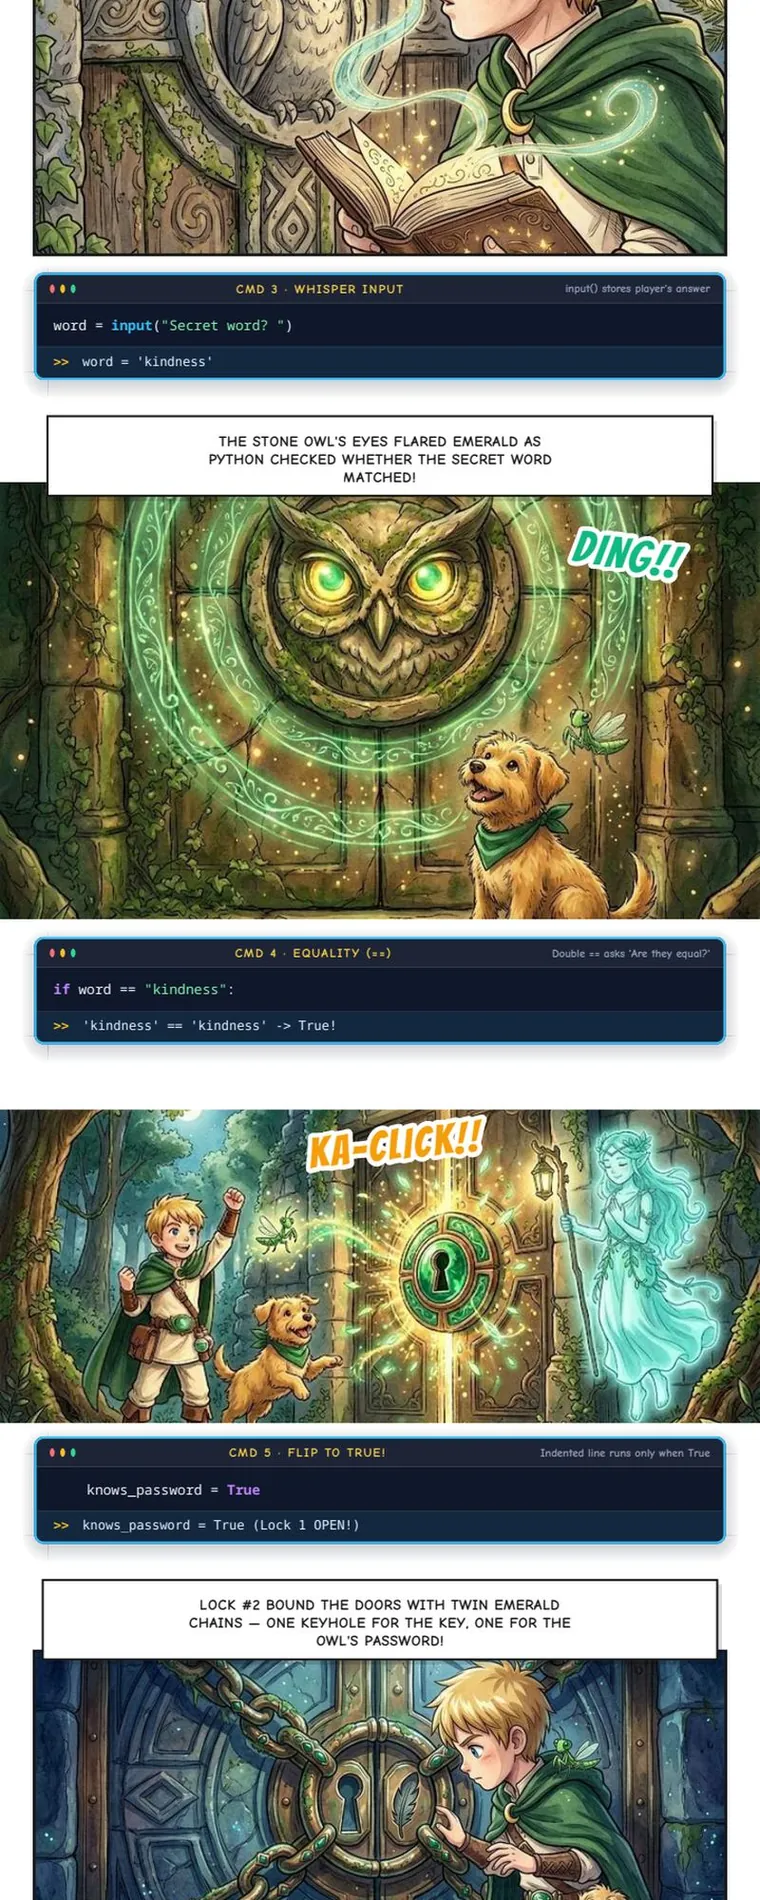 CMD 3 · WHISPER INPUT
input() stores player's answer
word = input("Secret word? ")
>> word = 'kindness'
THE STONE OWL'S EYES FLARED EMERALD AS
PYTHON CHECKED WHETHER THE SECRET WORD
MATCHED!
DING!!
CMD 4 · EQUALITY (==)
Double == asks 'Are they equal?'
if word == "kindness":
>> 'kindness' == 'kindness' -> True!
KA-CLICK!!
CMD 5 · FLIP TO TRUE!
Indented line runs only when True
knows_password = True
>> knows_password = True (Lock 1 OPEN!)
LOCK #2 BOUND THE DOORS WITH TWIN EMERALD
CHAINS — ONE KEYHOLE FOR THE KEY, ONE FOR THE
OWL'S PASSWORD!